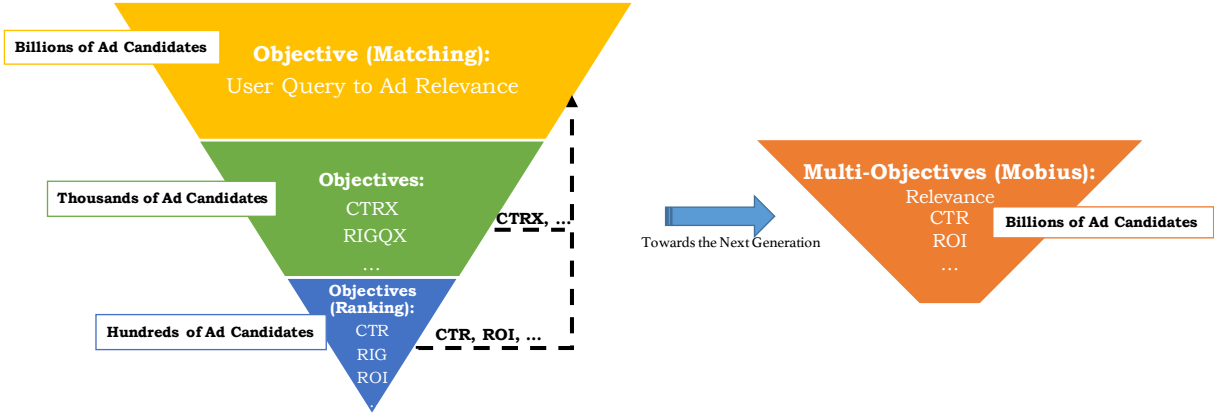 Billions of Ad Candidates
Objective (Matching):
User Query to Ad Relevance
Thousands of Ad Candidates
Objectives:
CTRX
RIGQX
...
CTRX, ...
Hundreds of Ad Candidates
Objectives
(Ranking):
CTR
RIG
ROI
.
CTR, ROI, ...
Towards the Next Generation
Multi-Objectives (Mobius):
Relevance
CTR
ROI
...
Billions of Ad Candidates